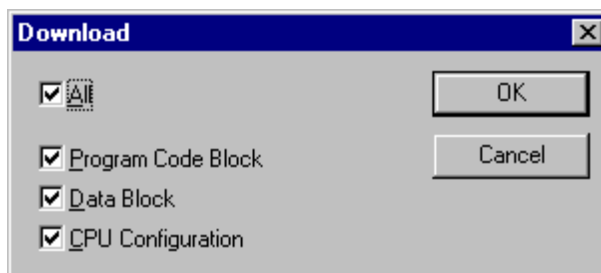 Download
All
OK
Program Code Block
Cancel
Data Block
CPU Configuration